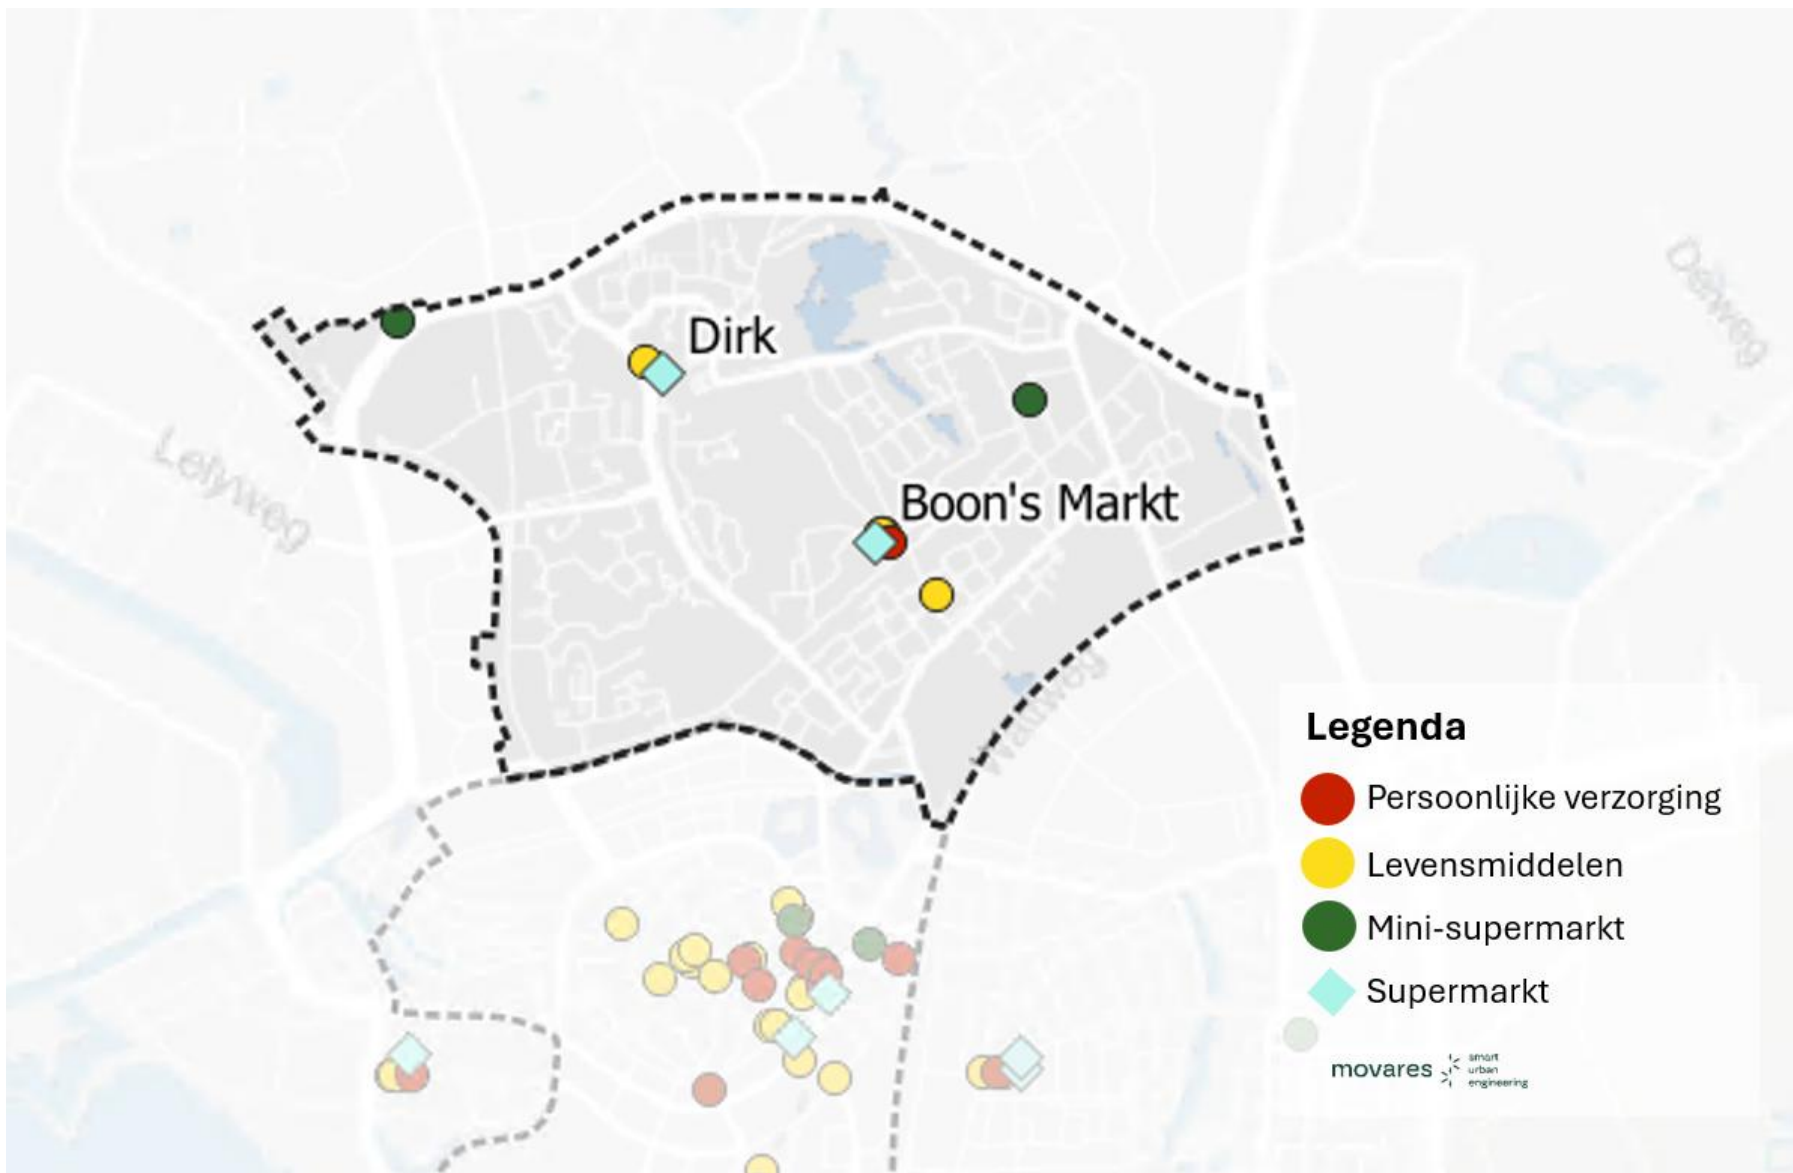 Delweg
Dirk
Boon's Markt
Lelyweg
Legenda
Persoonlijke verzorging
Levensmiddelen
Mini-supermarkt
Supermarkt
movares
smart
urban
engineering